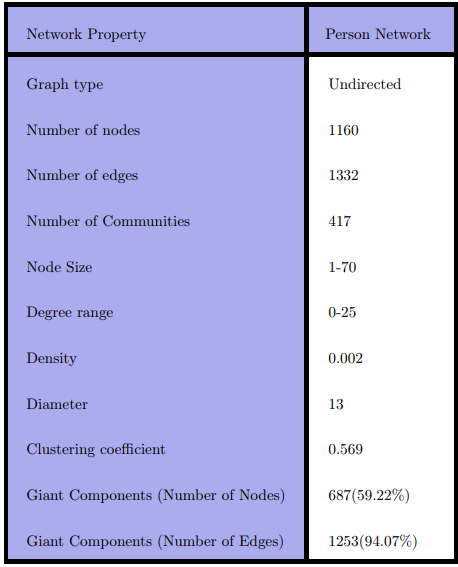 Network Property Person Network
Graph type Undirected
Number of nodes 1160
Number of edges 1332
Number of Communities 417
Node Size 1-70
Degree range 0-25
Density 0.002
Diameter 13
Clustering coefficient 0.569
Giant Components (Number of Nodes) 687(59.22%)
Giant Components (Number of Edges) 1253(94.07%)